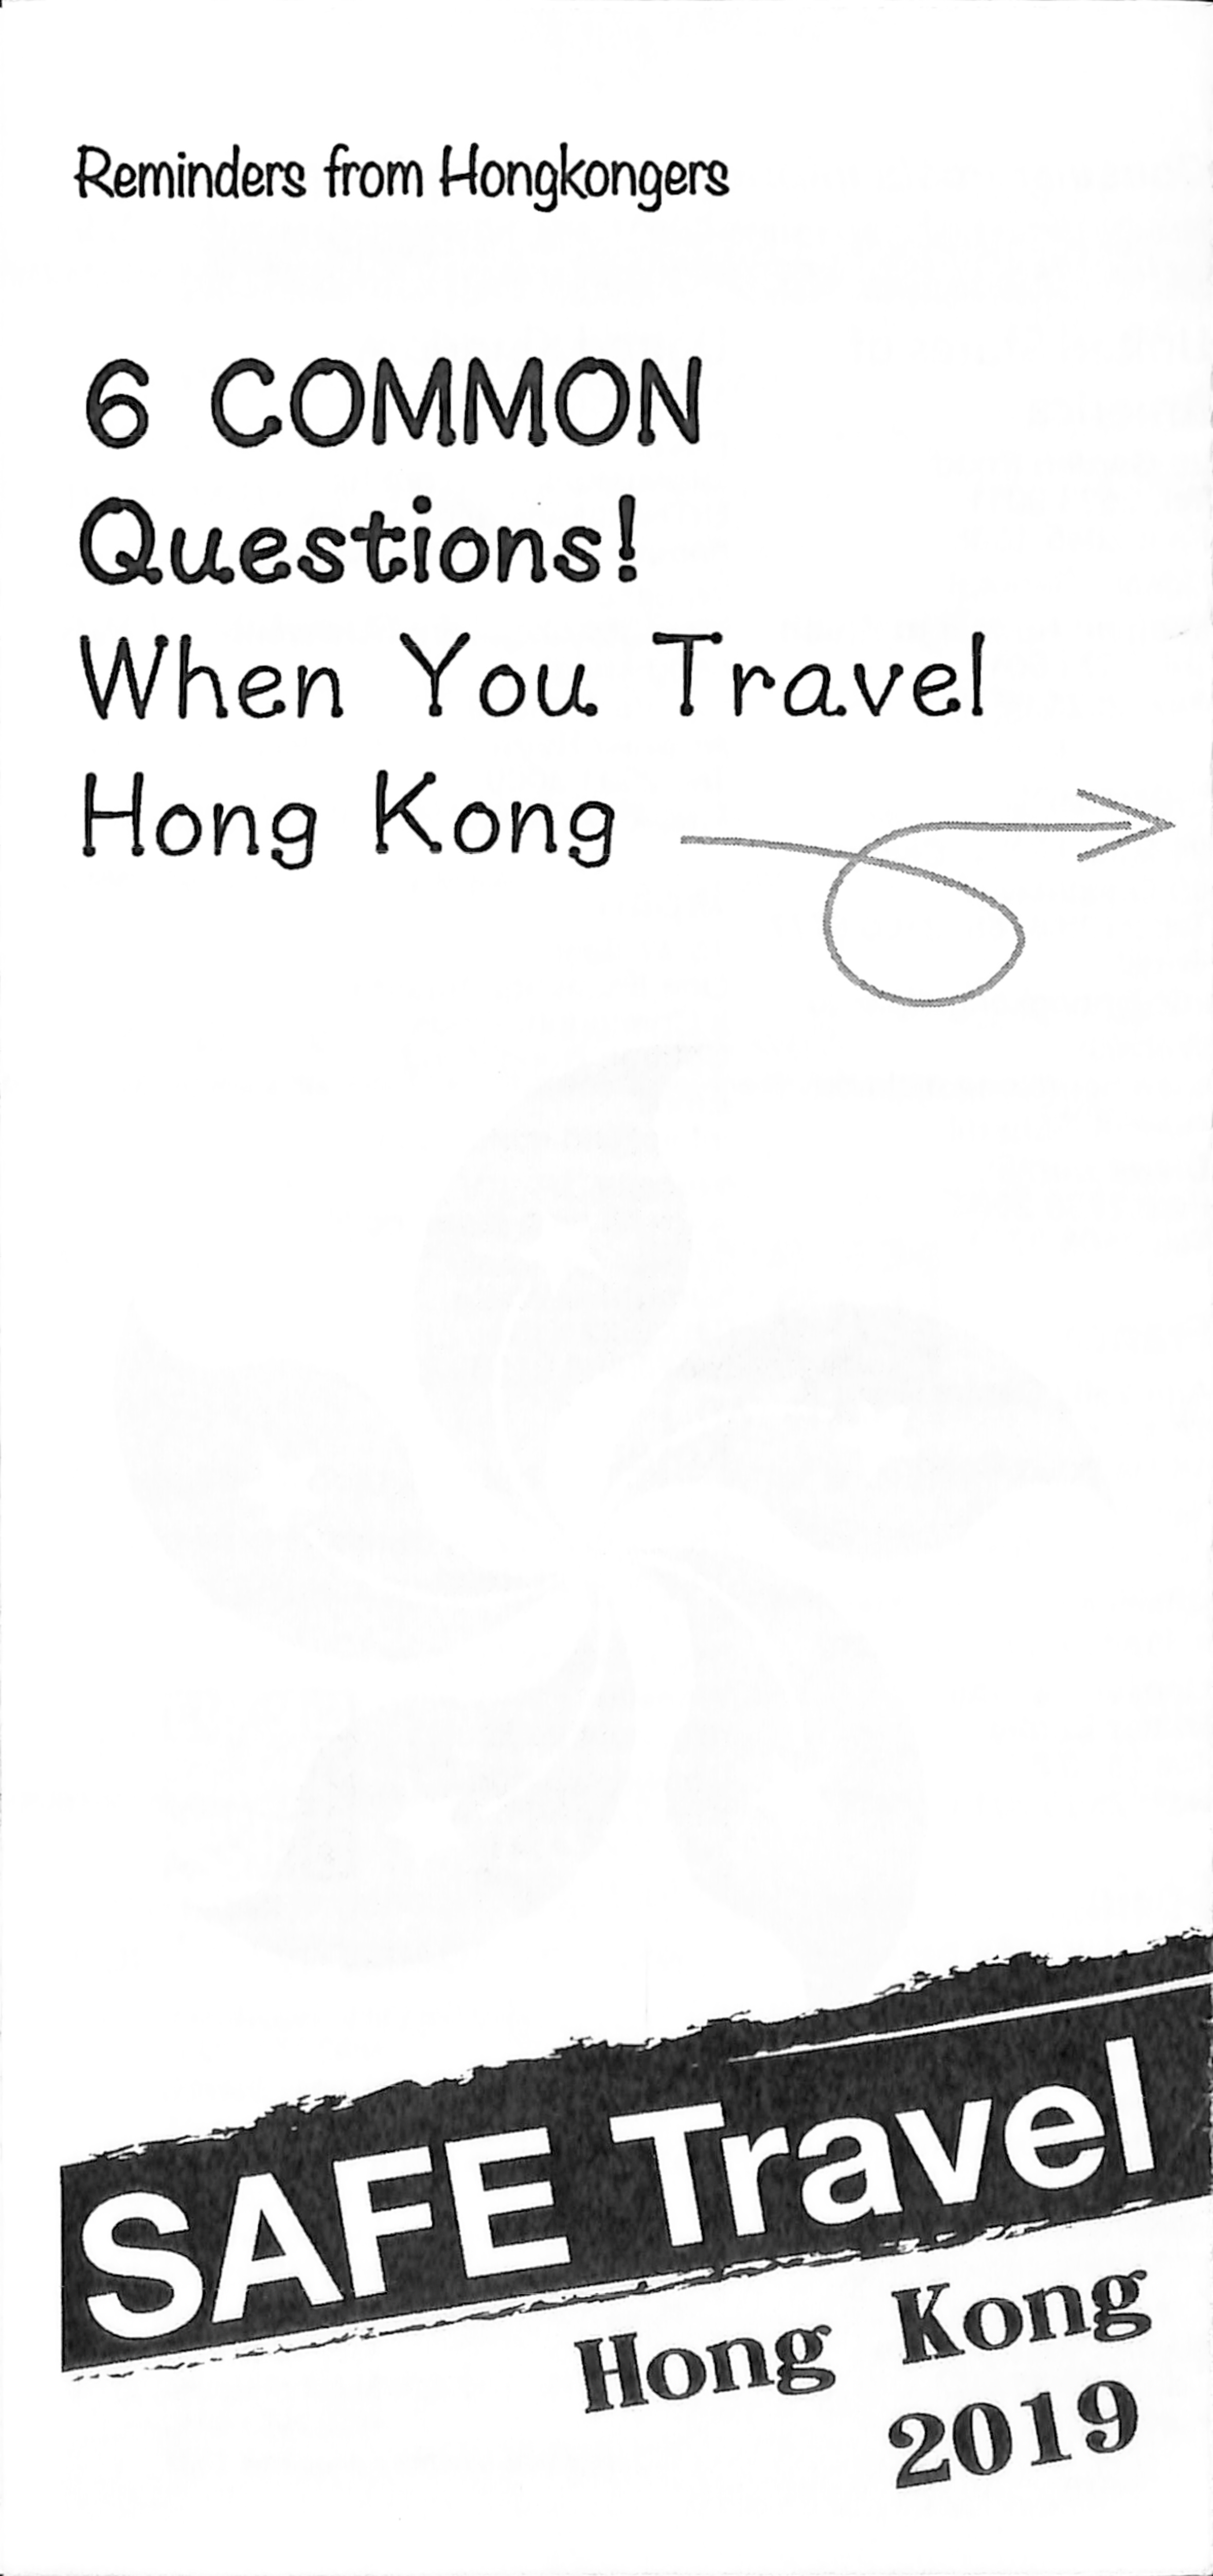 Reminders from Hongkongers
6 COMMON
Questions!
When You Travel
Hong Kong
SAFE Travel
Hong Kong
2019